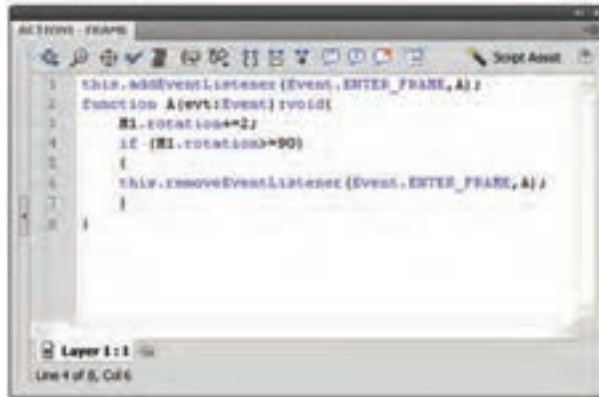 ACTIONS - FRAME
Script Assist
1 this.addEventListener(Event.ENTER_FRAME,A);
2 function A(evt:Event):void{
3 M1.rotation+=2;
4 if (M1.rotation>=90)
5 {
6 this.removeEventListener(Event.ENTER_FRAME,A);
7 }
8 }
Layer 1 : 1
Line 4 of 8, Col 6